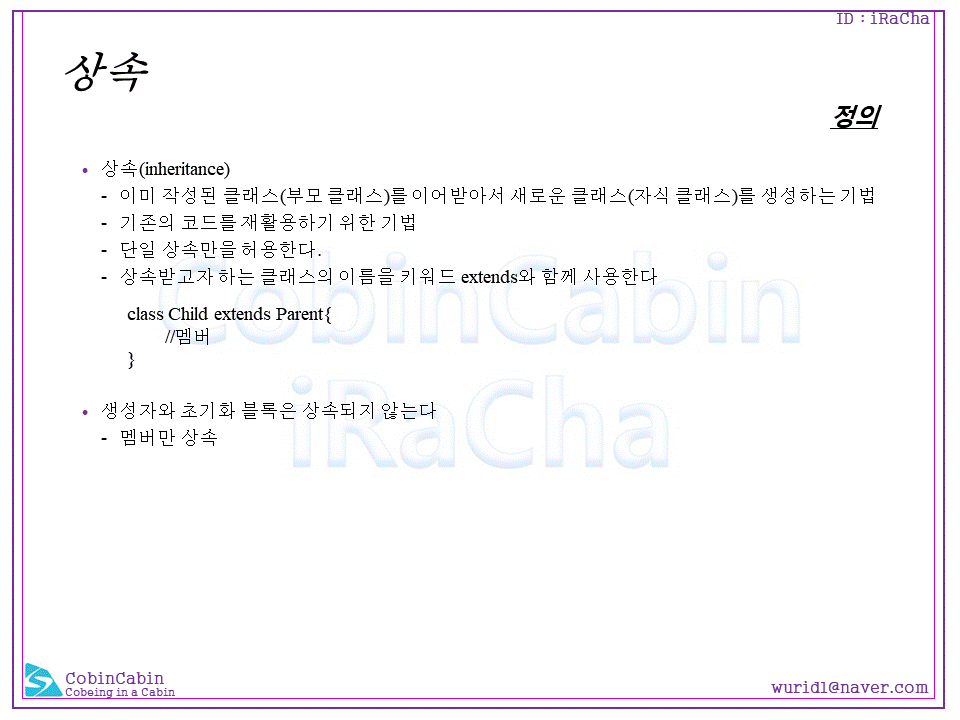 ID : iRaCha
상속
정의
• 상속(inheritance)
- 이미 작성된 클래스(부모 클래스)를 이어받아서 새로운 클래스(자식 클래스)를 생성하는 기법
- 기존의 코드를 재활용하기 위한 기법
- 단일 상속만을 허용한다.
- 상속받고자 하는 클래스의 이름을 키워드 extends와 함께 사용한다
class Child extends Parent{
//멤버
}
• 생성자와 초기화 블록은 상속되지 않는다
- 멤버만 상속
CobinCabin
iRaCha
CobinCabin
Cobeing in a Cabin
wurid1@naver.com